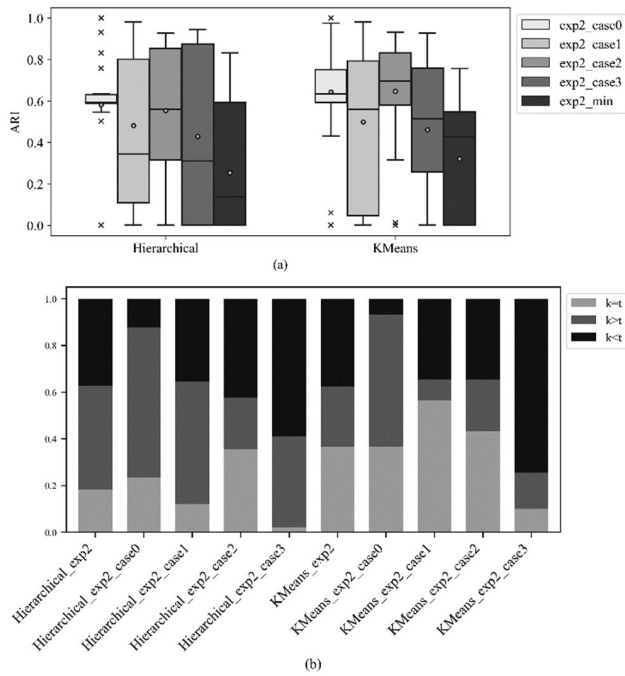 1.0
0.8
0.6
0.4
0.2
0.0
ARI
Hierarchical
KMeans
exp2_case0
exp2_case1
exp2_case2
exp2_case3
exp2_min
(a)
1.0
0.8
0.6
0.4
0.2
0.0
k=t
k>t
k<t
Hierarchical_exp2
Hierarchical_exp2_case0
Hierarchical_exp2_case1
Hierarchical_exp2_case2
Hierarchical_exp2_case3
KMeans_exp2
KMeans_exp2_case0
KMeans_exp2_case1
KMeans_exp2_case2
KMeans_exp2_case3
(b)